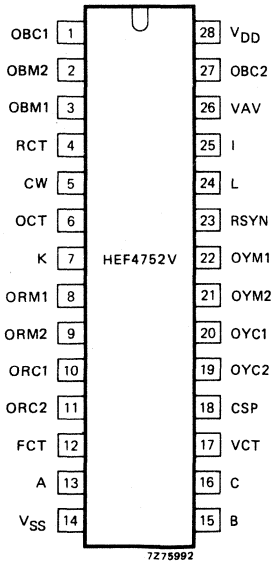 OBC1 1 28 VDD
OBM2 2 27 OBC2
OBM1 3 26 VAV
RCT 4 25 I
CW 5 24 L
OCT 6 23 RSYN
K 7 HEF4752V 22 OYM1
ORM1 8 21 OYM2
ORM2 9 20 OYC1
ORC1 10 19 OYC2
ORC2 11 18 CSP
FCT 12 17 VCT
A 13 16 C
VSS 14 15 B
7Z75992